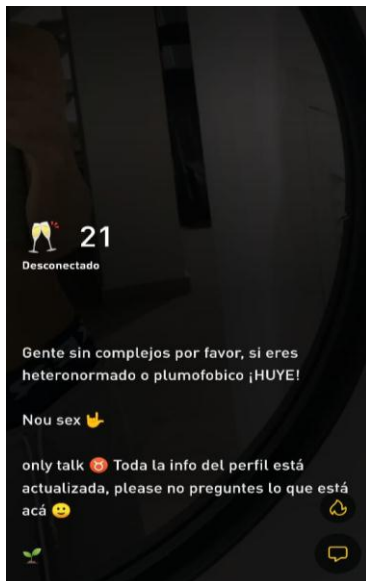 🥂 21
Desconectado
Gente sin complejos por favor, si eres
heteronormado o plumofobico ¡HUYE!
Nou sex 🤟
only talk ♉ Toda la info del perfil está
actualizada, please no preguntes lo que está
acá 🙂
🌱